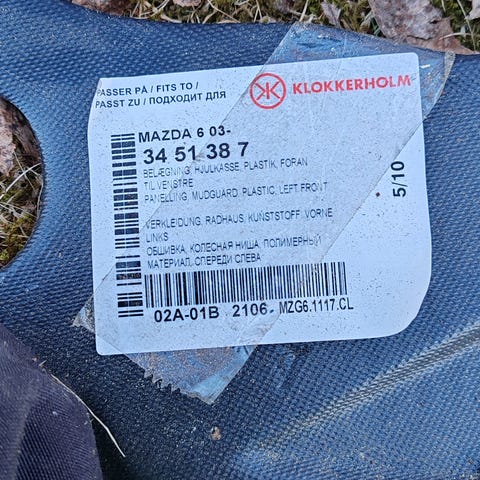 PASSER PÅ / FITS TO /
PASST ZU / ПОДХОДИТ ДЛЯ
KLOKKERHOLM
MAZDA 6 03-
34 51 38 7
BELÆGNING, HJULKASSE, PLASTIK, FORAN
TIL VENSTRE
PANELLING, MUDGUARD, PLASTIC, LEFT FRONT
VERKLEIDUNG, RADHAUS, KUNSTSTOFF, VORNE
LINKS
ОБШИВКА, КОЛЕСНАЯ НИША, ПОЛИМЕРНЫЙ
МАТЕРИАЛ, СПЕРЕДИ СЛЕВА
5/10
02A-01B 2106- MZG6.1117.CL